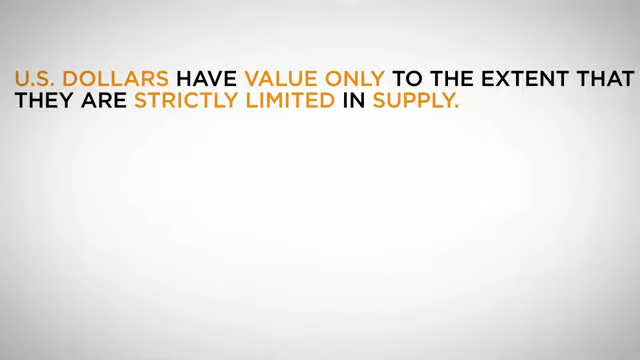 U.S. DOLLARS HAVE VALUE ONLY TO THE EXTENT THAT
THEY ARE STRICTLY LIMITED IN SUPPLY.